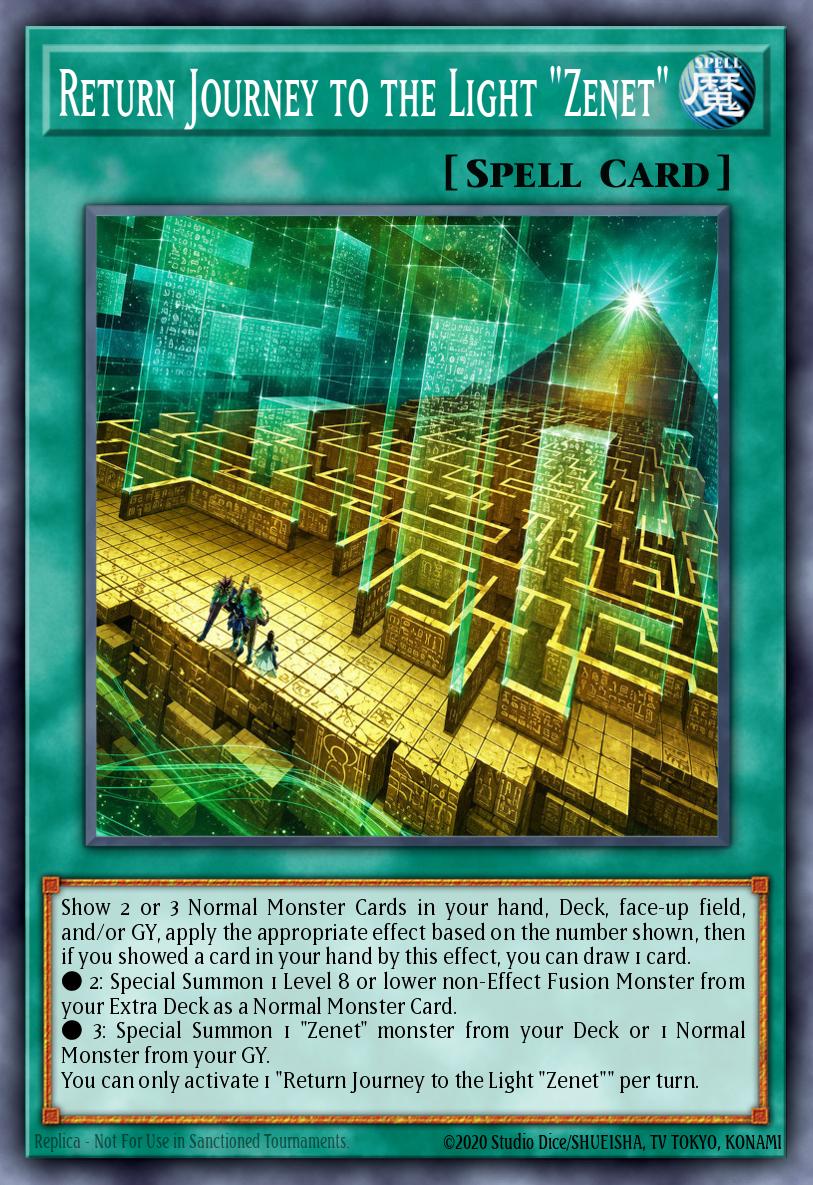 Return Journey to the Light "Zenet"
SPELL
魔
[ Spell Card ]
Show 2 or 3 Normal Monster Cards in your hand, Deck, face-up field,
and/or GY, apply the appropriate effect based on the number shown, then
if you showed a card in your hand by this effect, you can draw 1 card.
● 2: Special Summon 1 Level 8 or lower non-Effect Fusion Monster from
your Extra Deck as a Normal Monster Card.
● 3: Special Summon 1 "Zenet" monster from your Deck or 1 Normal
Monster from your GY.
You can only activate 1 "Return Journey to the Light "Zenet"" per turn.
Replica - Not For Use in Sanctioned Tournaments.
©2020 Studio Dice/SHUEISHA, TV TOKYO, KONAMI